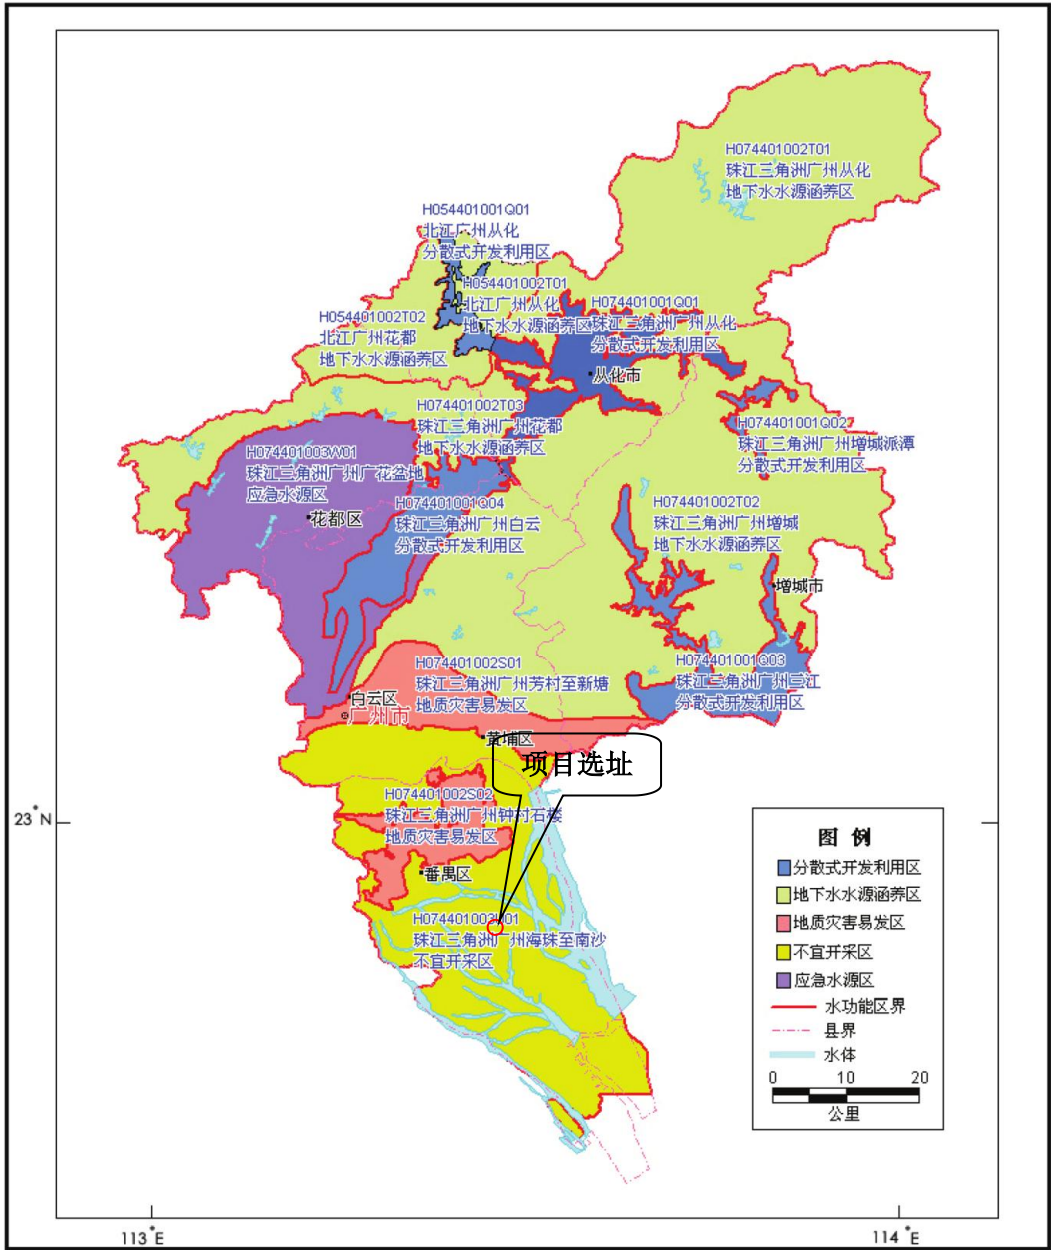 H074401002T01
珠江三角洲广州从化
地下水水源涵养区
H054401001Q01
北江广州从化
分散式开发利用区
H054401002T01
北江广州从化
地下水水源涵养区
H074401001Q01
珠江三角洲广州从化
分散式开发利用区
H054401002T02
北江广州花都
地下水水源涵养区
从化市
H074401002T03
珠江三角洲广州花都
地下水水源涵养区
H074401001Q02
珠江三角洲广州增城派潭
分散式开发利用区
H074401003W01
珠江三角洲广州广花盆地
应急水源区
花都区
H074401001Q04
珠江三角洲广州白云
分散式开发利用区
H074401002T02
珠江三角洲广州增城
地下水水源涵养区
增城市
H074401002S01
珠江三角洲广州芳村至新塘
地质灾害易发区
H074401001Q03
珠江三角洲广州三江
分散式开发利用区
白云区
广州市
黄埔区
项目选址
H074401002S02
珠江三角洲广州钟村石楼
地质灾害易发区
番禺区
H074401003U01
珠江三角洲广州海珠至南沙
不宜开采区
23°N
图 例
分散式开发利用区
地下水水源涵养区
地质灾害易发区
不宜开采区
应急水源区
水功能区界
县界
水体
0 10 20
公里
113°E 114°E